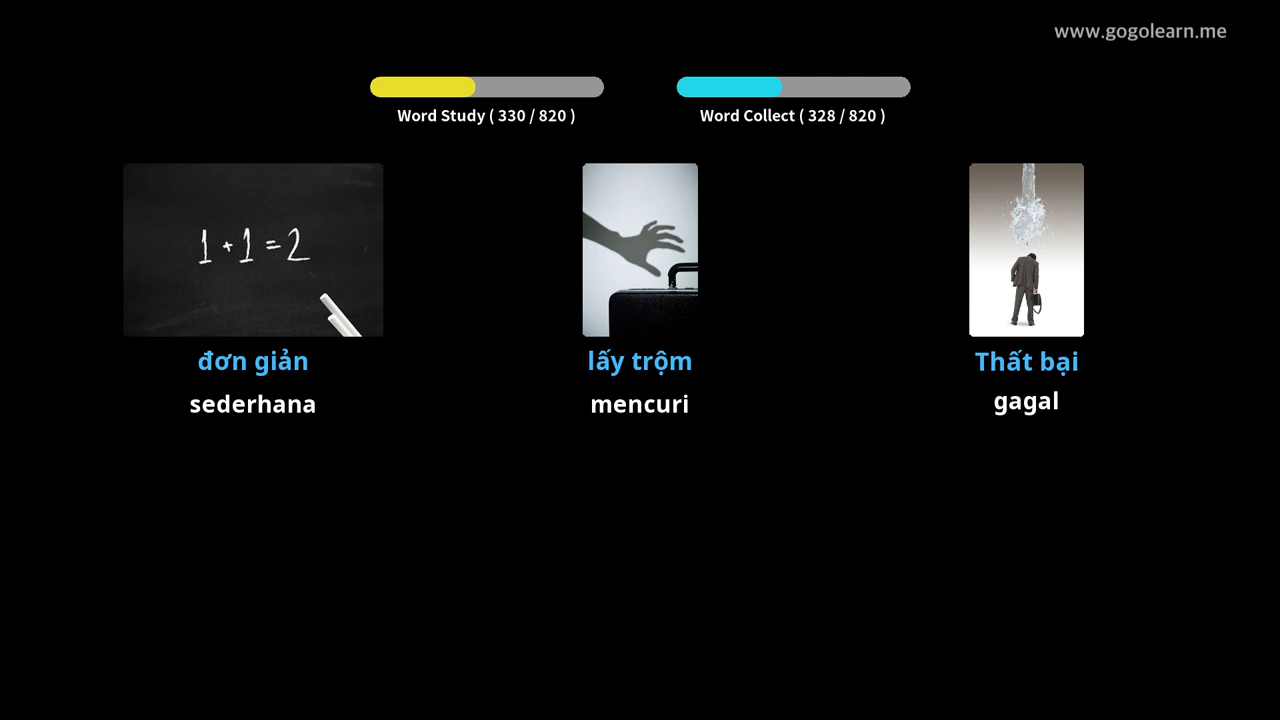 www.gogolearn.me
Word Study ( 330 / 820 )
Word Collect ( 328 / 820 )
1 + 1 = 2
đơn giản
lấy trộm
Thất bại
sederhana
mencuri
gagal